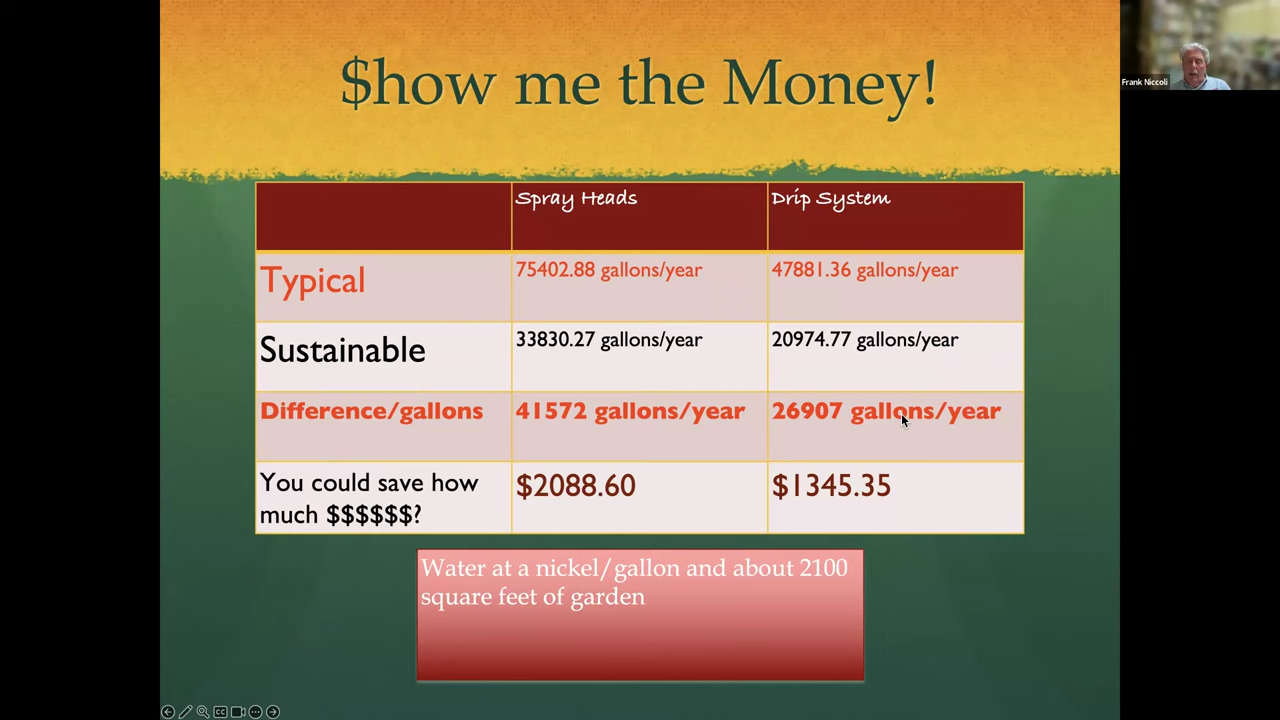 $how me the Money!
Frank Niccoli
Spray Heads
Drip System
Typical
75402.88 gallons/year
47881.36 gallons/year
Sustainable
33830.27 gallons/year
20974.77 gallons/year
Difference/gallons
41572 gallons/year
26907 gallons/year
You could save how
much $$$$$$?
$2088.60
$1345.35
Water at a nickel/gallon and about 2100
square feet of garden
CC